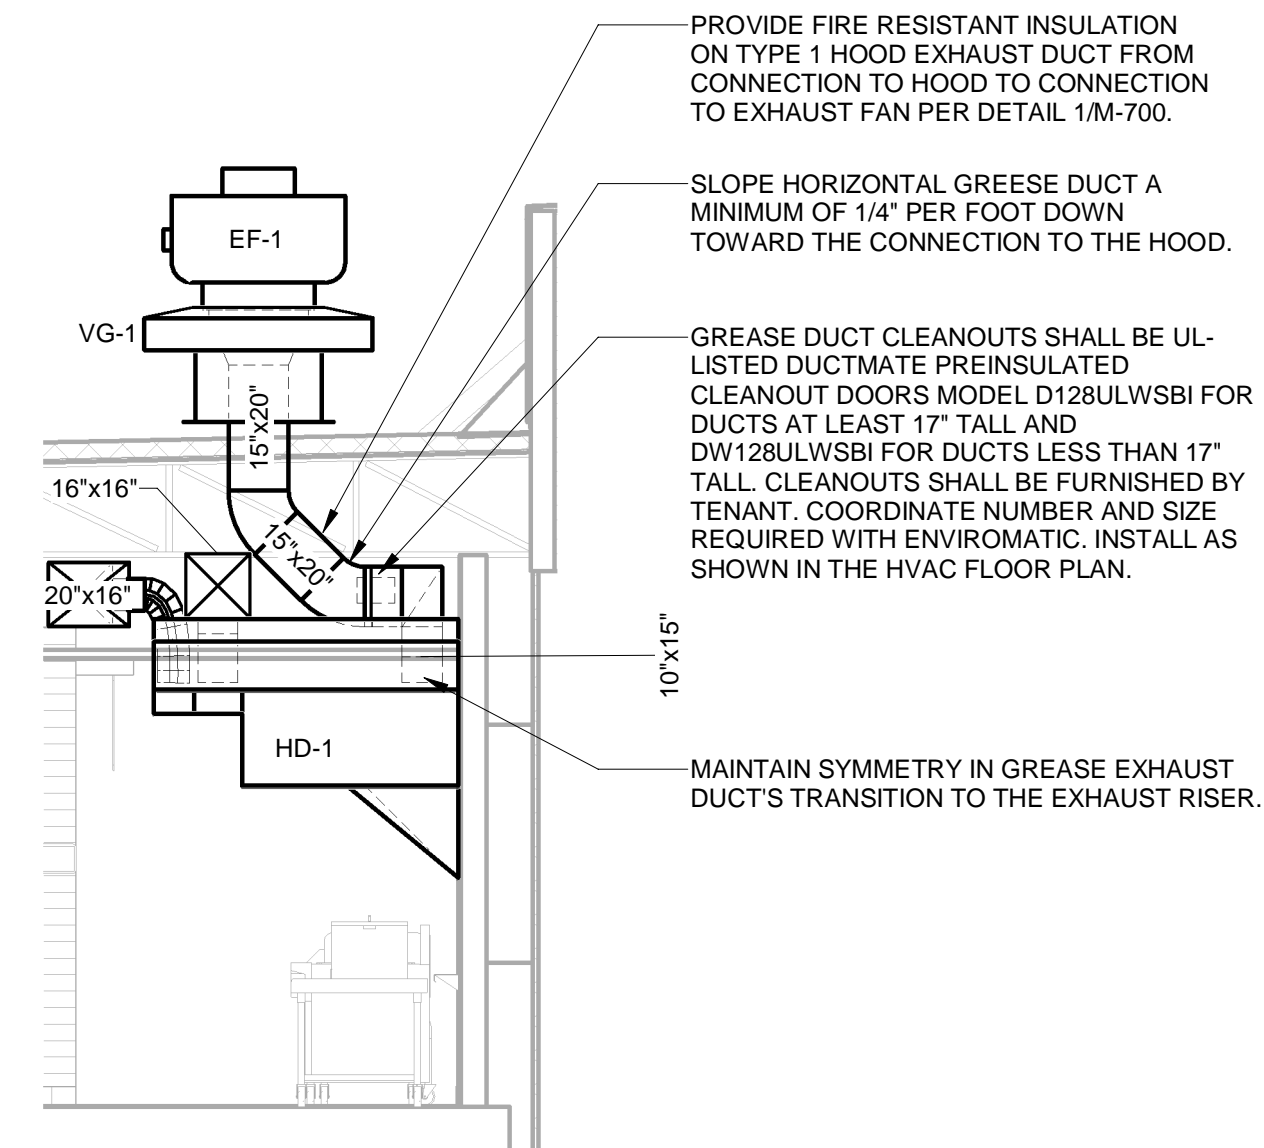 PROVIDE FIRE RESISTANT INSULATION
ON TYPE 1 HOOD EXHAUST DUCT FROM
CONNECTION TO HOOD TO CONNECTION
TO EXHAUST FAN PER DETAIL 1/M-700.
SLOPE HORIZONTAL GREESE DUCT A
MINIMUM OF 1/4" PER FOOT DOWN
TOWARD THE CONNECTION TO THE HOOD.
EF-1
VG-1
GREASE DUCT CLEANOUTS SHALL BE UL-
LISTED DUCTMATE PREINSULATED
CLEANOUT DOORS MODEL D128ULWSBI FOR
DUCTS AT LEAST 17" TALL AND
DW128ULWSBI FOR DUCTS LESS THAN 17"
TALL. CLEANOUTS SHALL BE FURNISHED BY
TENANT. COORDINATE NUMBER AND SIZE
REQUIRED WITH ENVIROMATIC. INSTALL AS
SHOWN IN THE HVAC FLOOR PLAN.
15"x20"
16"x16"
15"x20"
20"x16"
10"x15"
HD-1
MAINTAIN SYMMETRY IN GREASE EXHAUST
DUCT'S TRANSITION TO THE EXHAUST RISER.